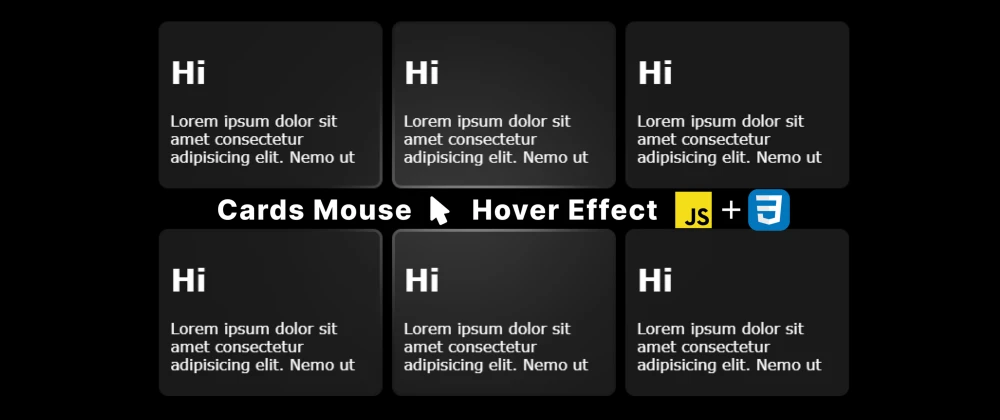 Hi
Lorem ipsum dolor sit
amet consectetur
adipisicing elit. Nemo ut
Hi
Lorem ipsum dolor sit
amet consectetur
adipisicing elit. Nemo ut
Hi
Lorem ipsum dolor sit
amet consectetur
adipisicing elit. Nemo ut
Cards Mouse Hover Effect JS + 3
Hi
Lorem ipsum dolor sit
amet consectetur
adipisicing elit. Nemo ut
Hi
Lorem ipsum dolor sit
amet consectetur
adipisicing elit. Nemo ut
Hi
Lorem ipsum dolor sit
amet consectetur
adipisicing elit. Nemo ut